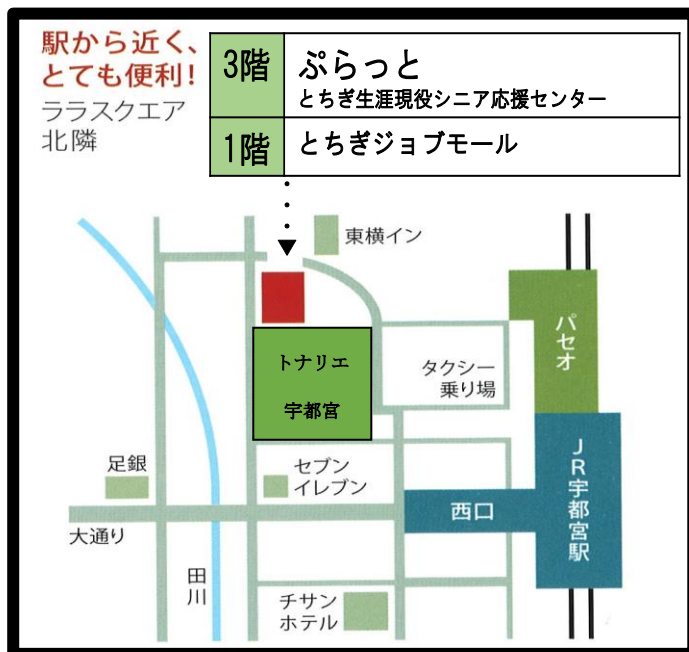 駅から近く、
とても便利!
ララスクエア
北隣
3階
ぷらっと
とちぎ生涯現役シニア応援センター
1階
とちぎジョブモール
東横イン
トナリエ
宇都宮
タクシー
乗り場
パセオ
足銀
セブン
イレブン
西口
JR宇都宮駅
大通り
田川
チサン
ホテル